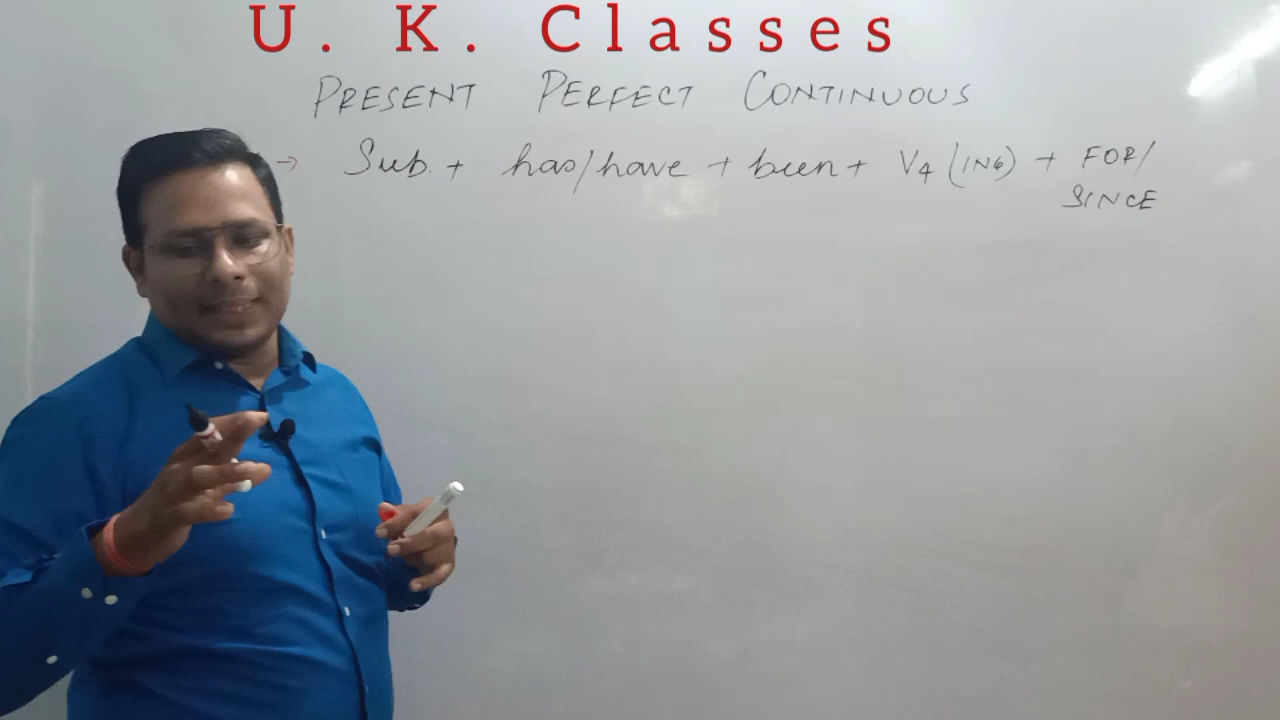 U. K. Classes
PRESENT PERFECT CONTINUOUS
→ Sub. + has/have + been + V4 (ING) + FOR/
SINCE